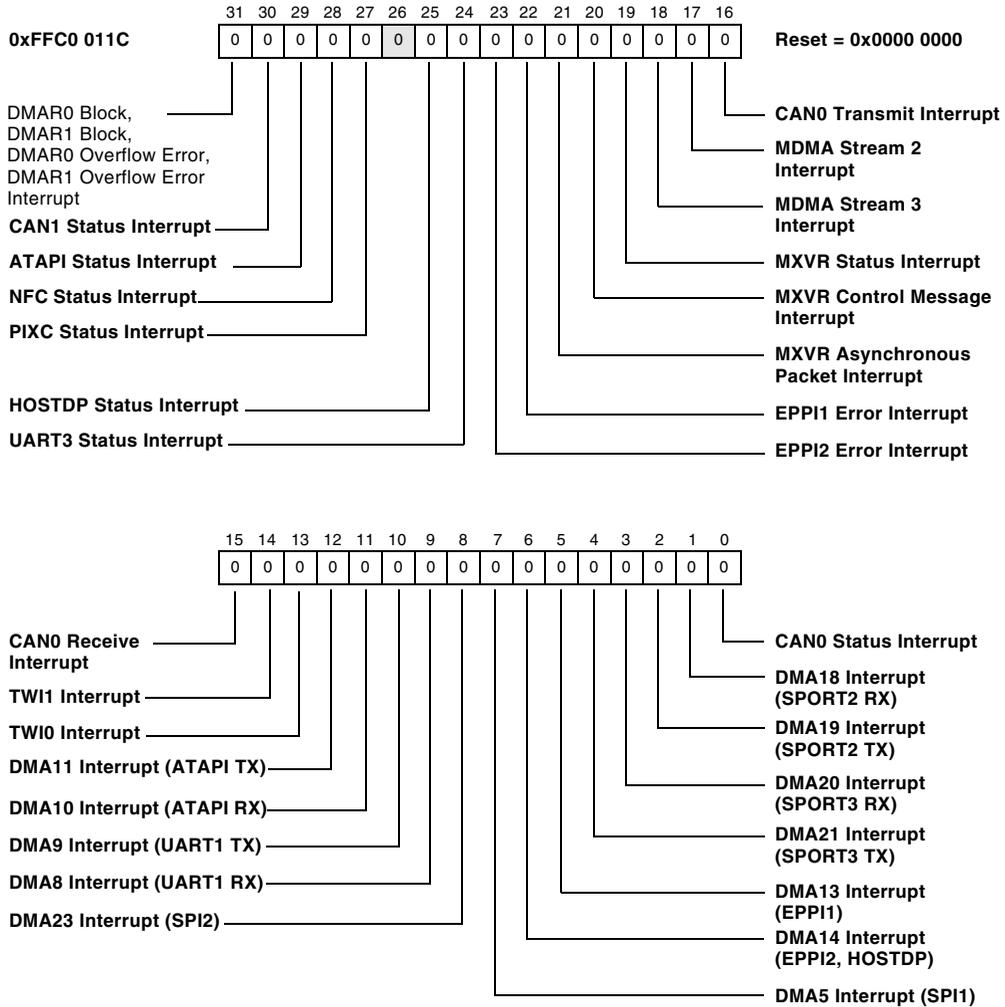 31 30 29 28 27 26 25 24 23 22 21 20 19 18 17 16
0xFFC0 011C
0 0 0 0 0 0 0 0 0 0 0 0 0 0 0 0
Reset = 0x0000 0000
DMAR0 Block,
DMAR1 Block,
DMAR0 Overflow Error,
DMAR1 Overflow Error
Interrupt
CAN1 Status Interrupt
ATAPI Status Interrupt
NFC Status Interrupt
PIXC Status Interrupt
HOSTDP Status Interrupt
UART3 Status Interrupt
CAN0 Transmit Interrupt
MDMA Stream 2
Interrupt
MDMA Stream 3
Interrupt
MXVR Status Interrupt
MXVR Control Message
Interrupt
MXVR Asynchronous
Packet Interrupt
EPPI1 Error Interrupt
EPPI2 Error Interrupt
15 14 13 12 11 10 9 8 7 6 5 4 3 2 1 0
0 0 0 0 0 0 0 0 0 0 0 0 0 0 0 0
CAN0 Receive
Interrupt
TWI1 Interrupt
TWI0 Interrupt
DMA11 Interrupt (ATAPI TX)
DMA10 Interrupt (ATAPI RX)
DMA9 Interrupt (UART1 TX)
DMA8 Interrupt (UART1 RX)
DMA23 Interrupt (SPI2)
CAN0 Status Interrupt
DMA18 Interrupt
(SPORT2 RX)
DMA19 Interrupt
(SPORT2 TX)
DMA20 Interrupt
(SPORT3 RX)
DMA21 Interrupt
(SPORT3 TX)
DMA13 Interrupt
(EPPI1)
DMA14 Interrupt
(EPPI2, HOSTDP)
DMA5 Interrupt (SPI1)